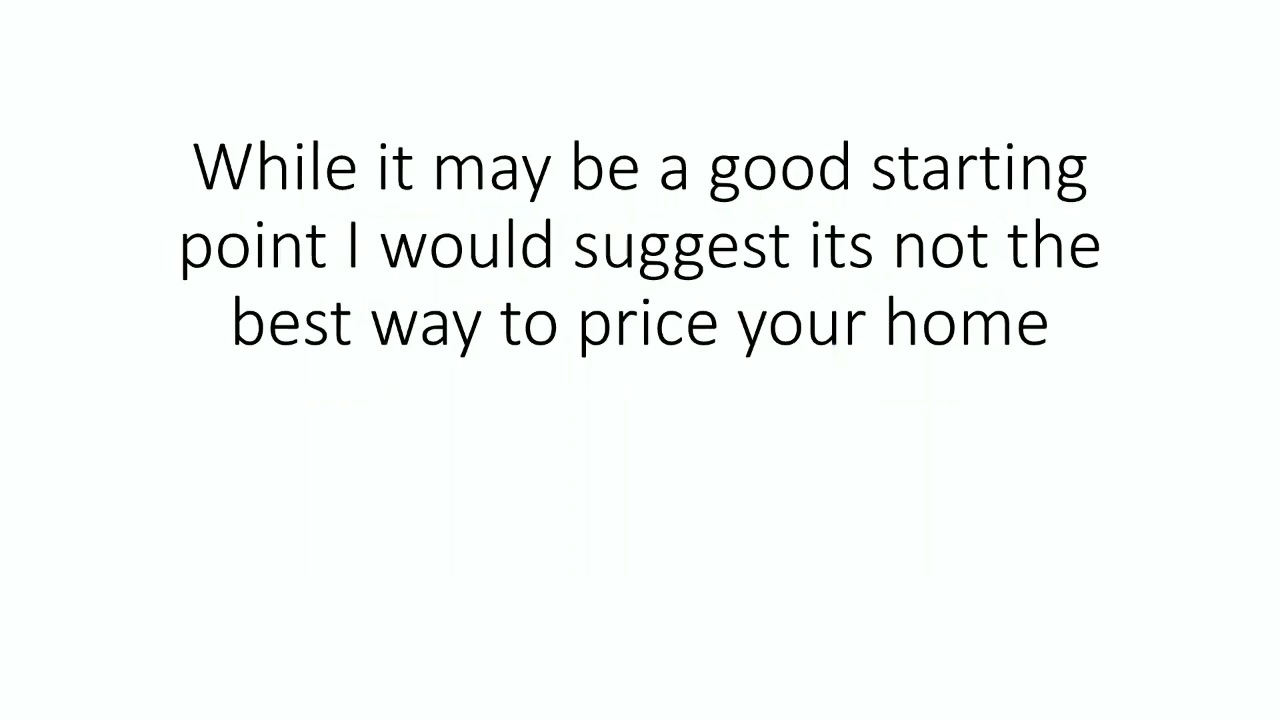 While it may be a good starting
point I would suggest its not the
best way to price your home